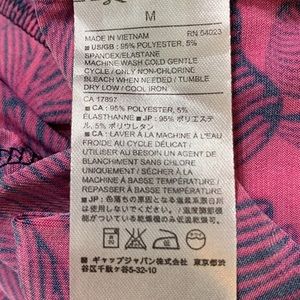 M
MADE IN VIETNAM RN 54023
■ US/GB : 95% POLYESTER, 5%
SPANDEX/ELASTANE
MACHINE WASH COLD GENTLE
CYCLE / ONLY NON-CHLORINE
BLEACH WHEN NEEDED / TUMBLE
DRY LOW / COOL IRON
CA 17897
■ CA : 95% POLYESTER, 5%
ÉLASTHANNE ■ JP : 95% ポリエステ
ル, 5% ポリウレタン
■ CA : LAVER À LA MACHINE À L'EAU
FROIDE AU CYCLE DÉLICAT /
UTILISER AU BESOIN UN AGENT DE
BLANCHIMENT SANS CHLORE
UNIQUEMENT / SÉCHER À LA
MACHINE À BASSE TEMPÉRATURE /
REPASSER À BASSE TEMPÉRATURE
■ JP :
ギャップジャパン㈱ 東京都渋
谷区千駄ヶ谷5-32-10